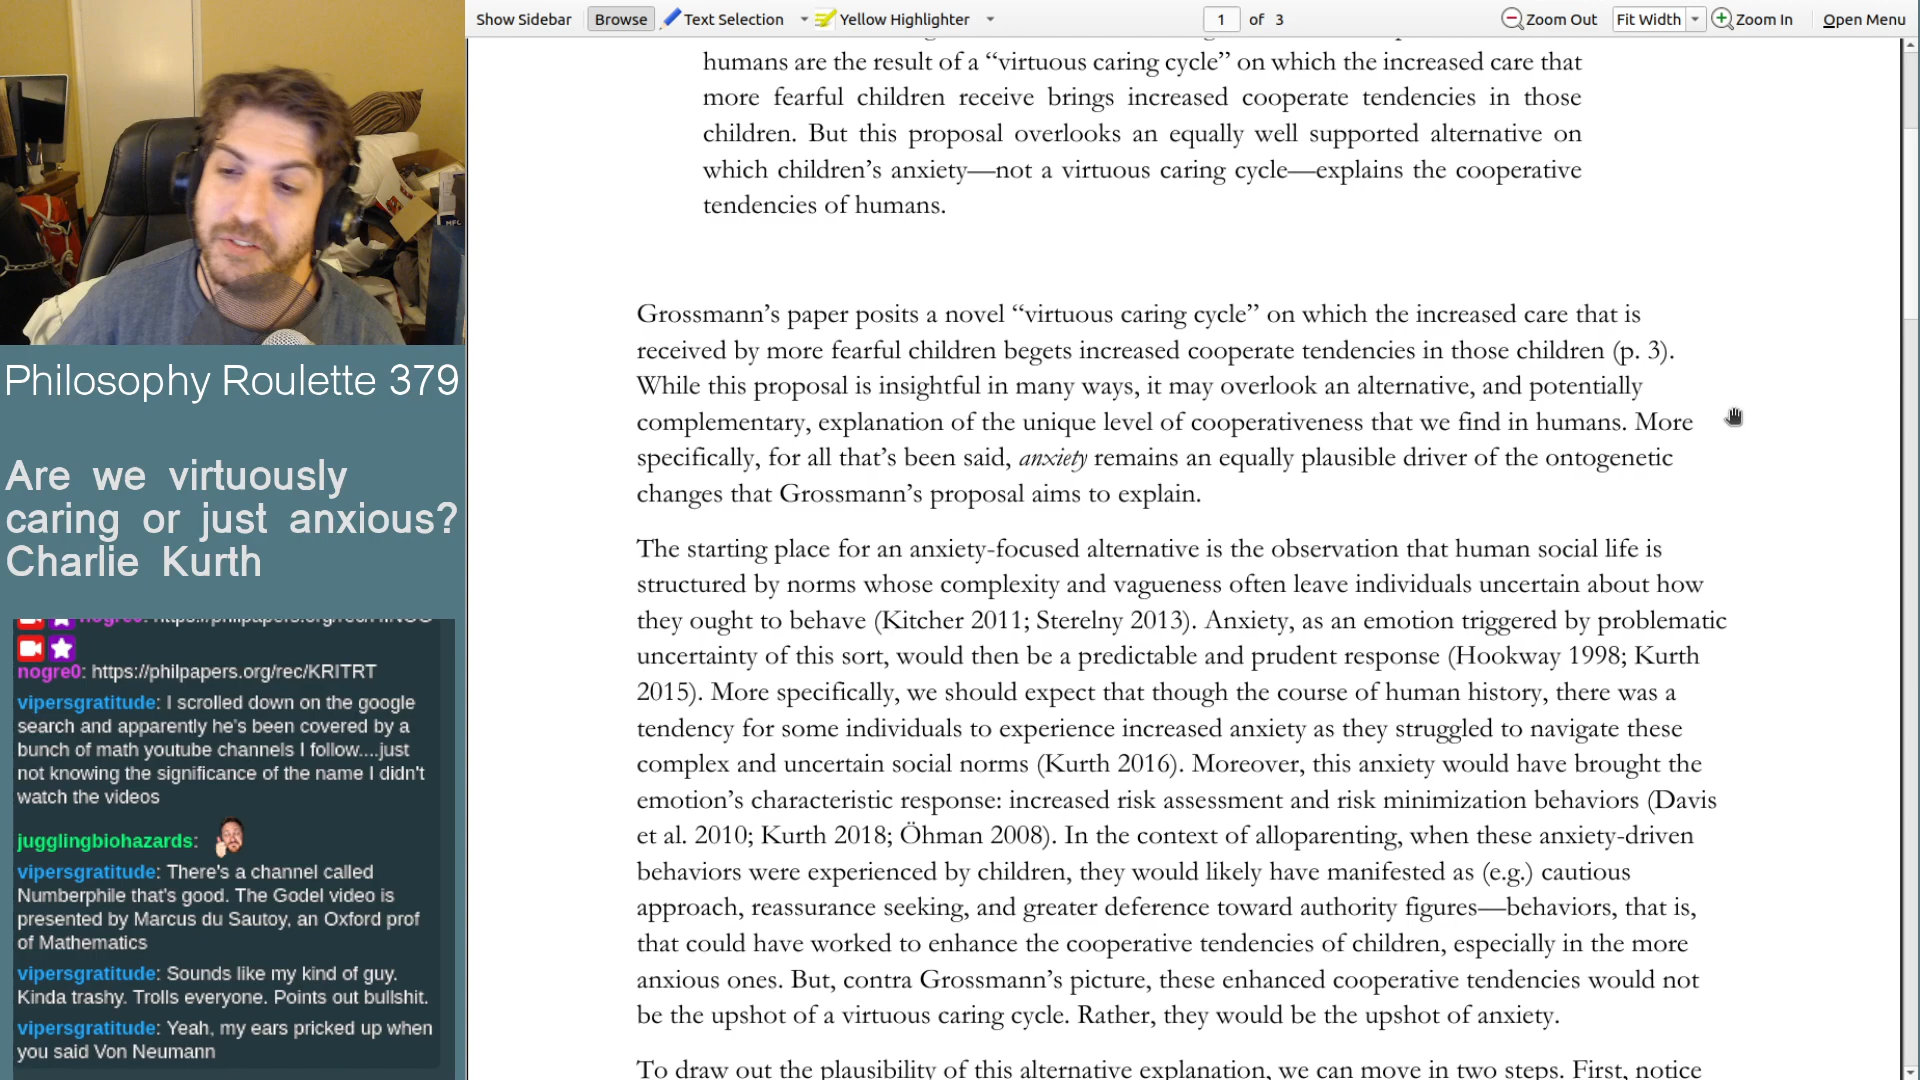 Show Sidebar Browse Text Selection Yellow Highlighter 1 of 3 Zoom Out Fit Width Zoom In Open Menu
humans are the result of a “virtuous caring cycle” on which the increased care that
more fearful children receive brings increased cooperate tendencies in those
children. But this proposal overlooks an equally well supported alternative on
which children’s anxiety—not a virtuous caring cycle—explains the cooperative
tendencies of humans.
Grossmann’s paper posits a novel “virtuous caring cycle” on which the increased care that is
received by more fearful children begets increased cooperate tendencies in those children (p. 3).
While this proposal is insightful in many ways, it may overlook an alternative, and potentially
complementary, explanation of the unique level of cooperativeness that we find in humans. More
specifically, for all that’s been said, anxiety remains an equally plausible driver of the ontogenetic
changes that Grossmann’s proposal aims to explain.
The starting place for an anxiety-focused alternative is the observation that human social life is
structured by norms whose complexity and vagueness often leave individuals uncertain about how
they ought to behave (Kitcher 2011; Sterelny 2013). Anxiety, as an emotion triggered by problematic
uncertainty of this sort, would then be a predictable and prudent response (Hookway 1998; Kurth
2015). More specifically, we should expect that though the course of human history, there was a
tendency for some individuals to experience increased anxiety as they struggled to navigate these
complex and uncertain social norms (Kurth 2016). Moreover, this anxiety would have brought the
emotion’s characteristic response: increased risk assessment and risk minimization behaviors (Davis
et al. 2010; Kurth 2018; Öhman 2008). In the context of alloparenting, when these anxiety-driven
behaviors were experienced by children, they would likely have manifested as (e.g.) cautious
approach, reassurance seeking, and greater deference toward authority figures—behaviors, that is,
that could have worked to enhance the cooperative tendencies of children, especially in the more
anxious ones. But, contra Grossmann’s picture, these enhanced cooperative tendencies would not
be the upshot of a virtuous caring cycle. Rather, they would be the upshot of anxiety.
To draw out the plausibility of this alternative explanation, we can move in two steps. First, notice
Philosophy Roulette 379
Are we virtuously
caring or just anxious?
Charlie Kurth
nogre0: https://philpapers.org/rec/KRITRT
vipersgratitude: I scrolled down on the google
search and apparently he's been covered by a
bunch of math youtube channels I follow....just
not knowing the significance of the name I didn't
watch the videos
jugglingbiohazards:
vipersgratitude: There's a channel called
Numberphile that's good. The Godel video is
presented by Marcus du Sautoy, an Oxford prof
of Mathematics
vipersgratitude: Sounds like my kind of guy.
Kinda trashy. Trolls everyone. Points out bullshit.
vipersgratitude: Yeah, my ears pricked up when
you said Von Neumann